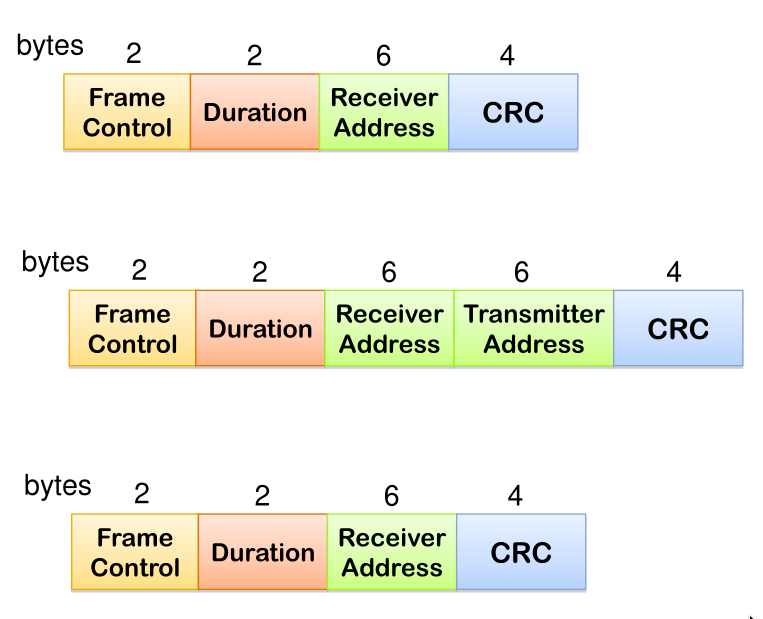 bytes 2 2 6 4
Frame Control Duration Receiver Address CRC
bytes 2 2 6 6 4
Frame Control Duration Receiver Address Transmitter Address CRC
bytes 2 2 6 4
Frame Control Duration Receiver Address CRC